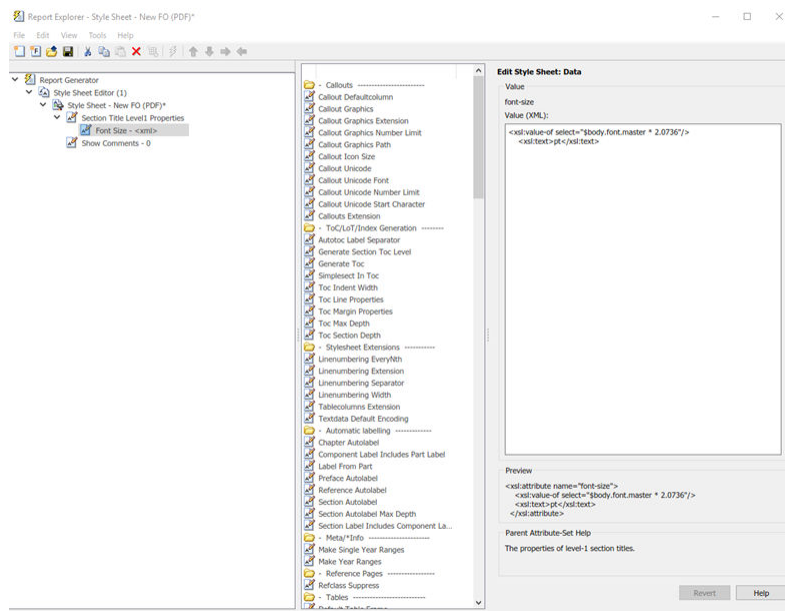 Report Explorer - Style Sheet - New FO (PDF)*
File Edit View Tools Help
Report Generator
Style Sheet Editor (1)
Style Sheet - New FO (PDF)*
Section Title Level1 Properties
Font Size - <xml>
Show Comments - 0
- Callouts ------------------------
Callout Defaultcolumn
Callout Graphics
Callout Graphics Extension
Callout Graphics Number Limit
Callout Graphics Path
Callout Icon Size
Callout Unicode
Callout Unicode Font
Callout Unicode Number Limit
Callout Unicode Start Character
Callouts Extension
- ToC/LoT/Index Generation --------
Autotoc Label Separator
Generate Section Toc Level
Generate Toc
Simplesect In Toc
Toc Indent Width
Toc Line Properties
Toc Margin Properties
Toc Max Depth
Toc Section Depth
- Stylesheet Extensions -----------
Linenumbering EveryNth
Linenumbering Extension
Linenumbering Separator
Linenumbering Width
Tablecolumns Extension
Textdata Default Encoding
- Automatic labelling -------------
Chapter Autolabel
Component Label Includes Part Label
Label From Part
Preface Autolabel
Reference Autolabel
Section Autolabel
Section Autolabel Max Depth
Section Label Includes Component La...
- Meta/*Info ----------------------
Make Single Year Ranges
Make Year Ranges
- Reference Pages -----------------
Refclass Suppress
- Tables --------------------------
Default Table Frame
Edit Style Sheet: Data
Value
font-size
Value (XML):
<xsl:value-of select="$body.font.master * 2.0736"/>
<xsl:text>pt</xsl:text>
Preview
<xsl:attribute name="font-size">
<xsl:value-of select="$body.font.master * 2.0736"/>
<xsl:text>pt</xsl:text>
</xsl:attribute>
Parent Attribute-Set Help
The properties of level-1 section titles.
Revert Help